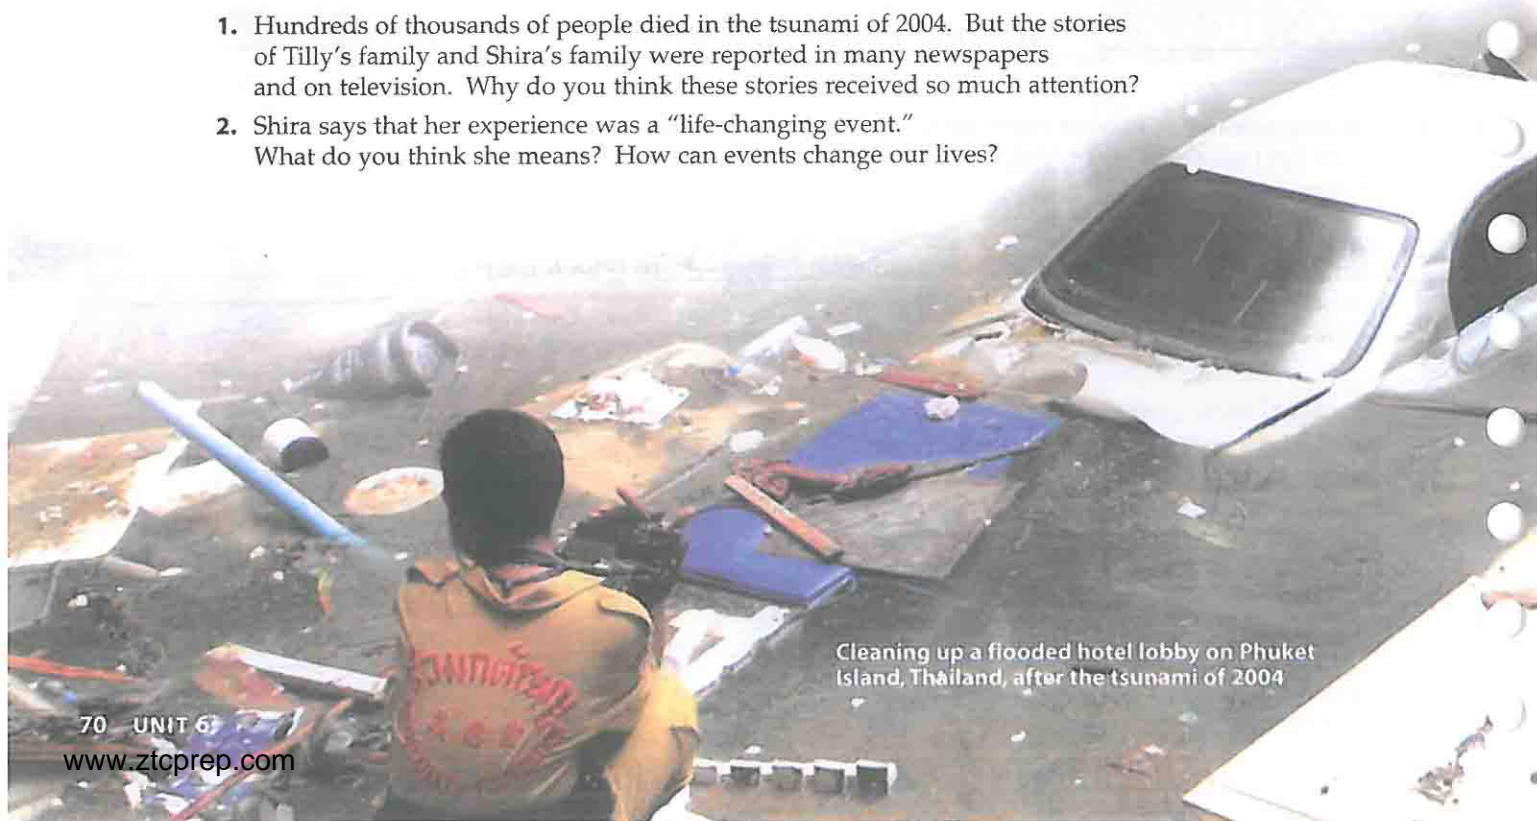 1. Hundreds of thousands of people died in the tsunami of 2004. But the stories
of Tilly's family and Shira's family were reported in many newspapers
and on television. Why do you think these stories received so much attention?
2. Shira says that her experience was a "life-changing event."
What do you think she means? How can events change our lives?
Cleaning up a flooded hotel lobby on Phuket
Island, Thailand, after the tsunami of 2004
70 UNIT 6
www.ztcprep.com